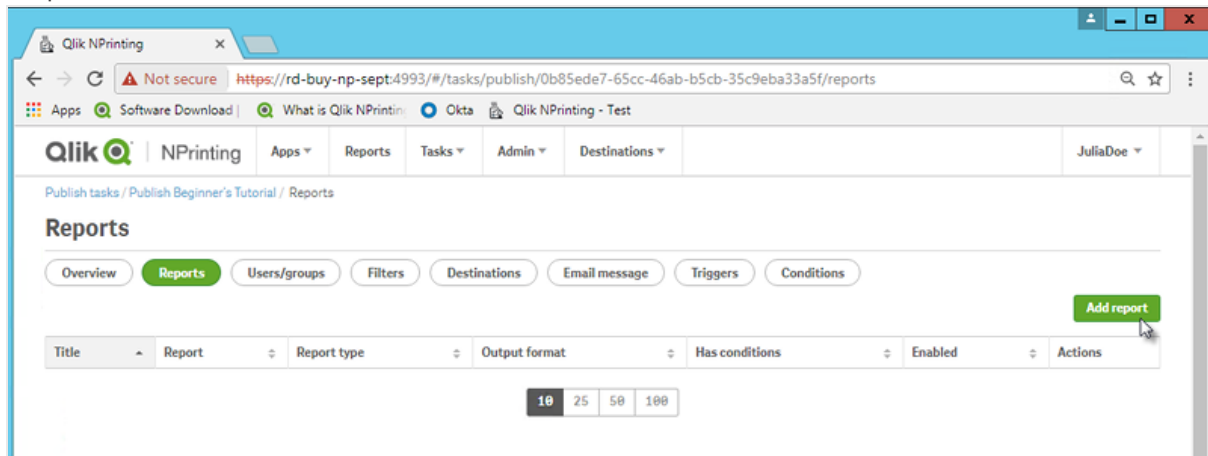 Qlik NPrinting
Not secure https://rd-buy-np-sept:4993/#/tasks/publish/0b85ede7-65cc-46ab-b5cb-35c9eba33a5f/reports
Apps Software Download | What is Qlik NPrinting Okta Qlik NPrinting - Test
Qlik NPrinting Apps Reports Tasks Admin Destinations JuliaDoe
Publish tasks / Publish Beginner's Tutorial / Reports
Reports
Overview Reports Users/groups Filters Destinations Email message Triggers Conditions
Add report
Title Report Report type Output format Has conditions Enabled Actions
10 25 50 100